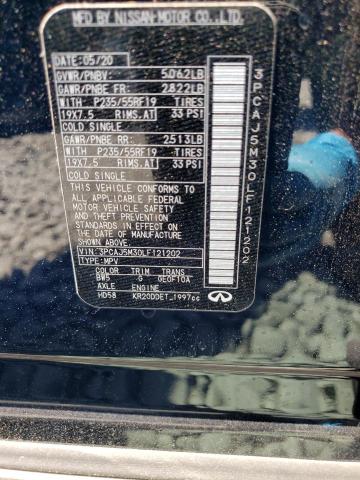 MFD BY NISSAN MOTOR CO., LTD.
DATE: 05/20
GVWR/PNBV: 5062LB
GAWR/PNBE FR: 2822LB
WITH P235/55RF19 TIRES
19X7.5 RIMS,AT 33 PSI
COLD SINGLE
GAWR/PNBE RR: 2513LB
WITH P235/55RF19 TIRES
19X7.5 RIMS,AT 33 PSI
COLD SINGLE
THIS VEHICLE CONFORMS TO
ALL APPLICABLE FEDERAL
MOTOR VEHICLE SAFETY
AND THEFT PREVENTION
STANDARDS IN EFFECT ON
THE DATE OF MANUFACTURE
SHOWN ABOVE.
VIN:3PCAJ5M30LF121202
TYPE:MPV
COLOR TRIM TRANS
BW5 G GE0F10A
AXLE ENGINE
HD58 KR20DDET 1997cc
3PCAJ5M30LF121202